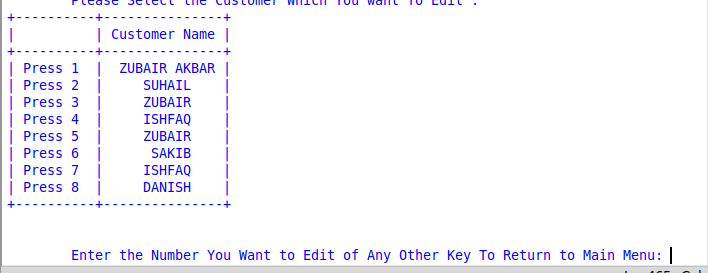 Please Select the Customer Which You want To Edit :
+----------+---------------+
|          | Customer Name |
+----------+---------------+
| Press 1  |  ZUBAIR AKBAR |
| Press 2  |     SUHAIL    |
| Press 3  |     ZUBAIR    |
| Press 4  |     ISHFAQ    |
| Press 5  |     ZUBAIR    |
| Press 6  |      SAKIB    |
| Press 7  |     ISHFAQ    |
| Press 8  |     DANISH    |
+----------+---------------+
Enter the Number You Want to Edit of Any Other Key To Return to Main Menu: